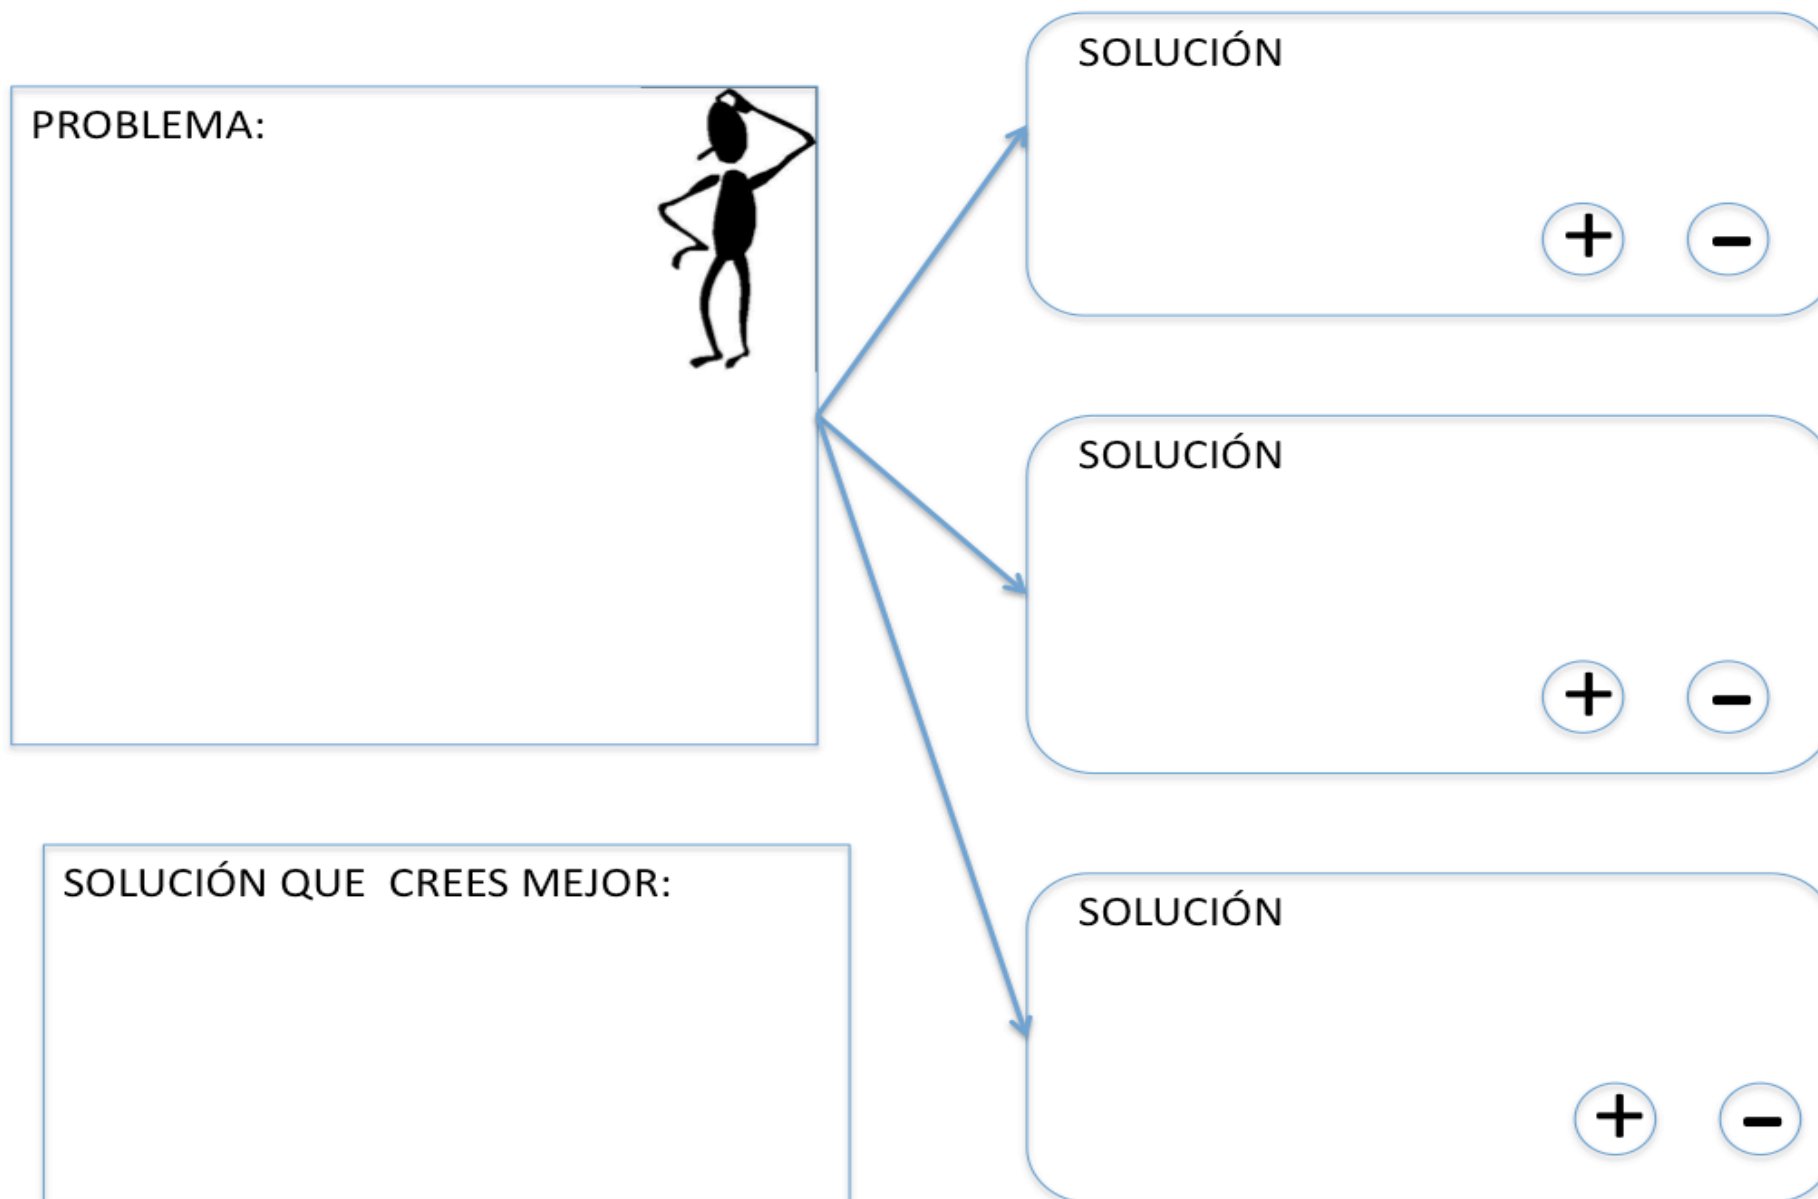 PROBLEMA:
SOLUCIÓN QUE CREES MEJOR:
SOLUCIÓN
+ -
SOLUCIÓN
+ -
SOLUCIÓN
+ -